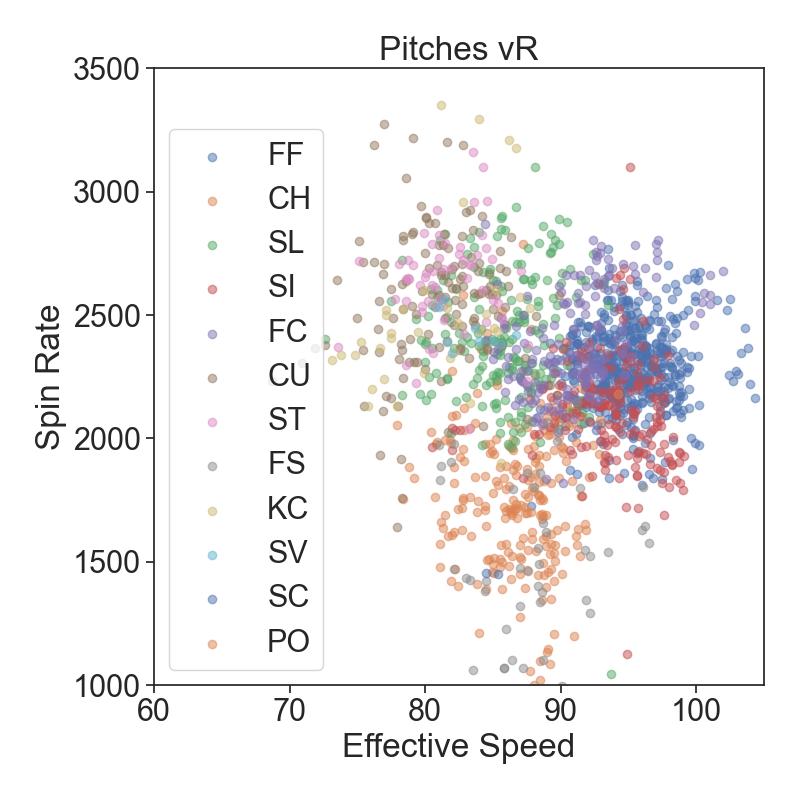 Pitches vR
3500
3000
2500
2000
1500
1000
Spin Rate
FF
CH
SL
SI
FC
CU
ST
FS
KC
SV
SC
PO
60 70 80 90 100
Effective Speed